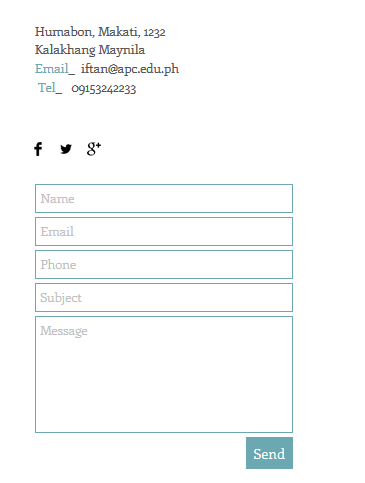 Humabon, Makati, 1232
Kalakhang Maynila
Email_ iftan@apc.edu.ph
Tel_ 09153242233
Name
Email
Phone
Subject
Message
Send